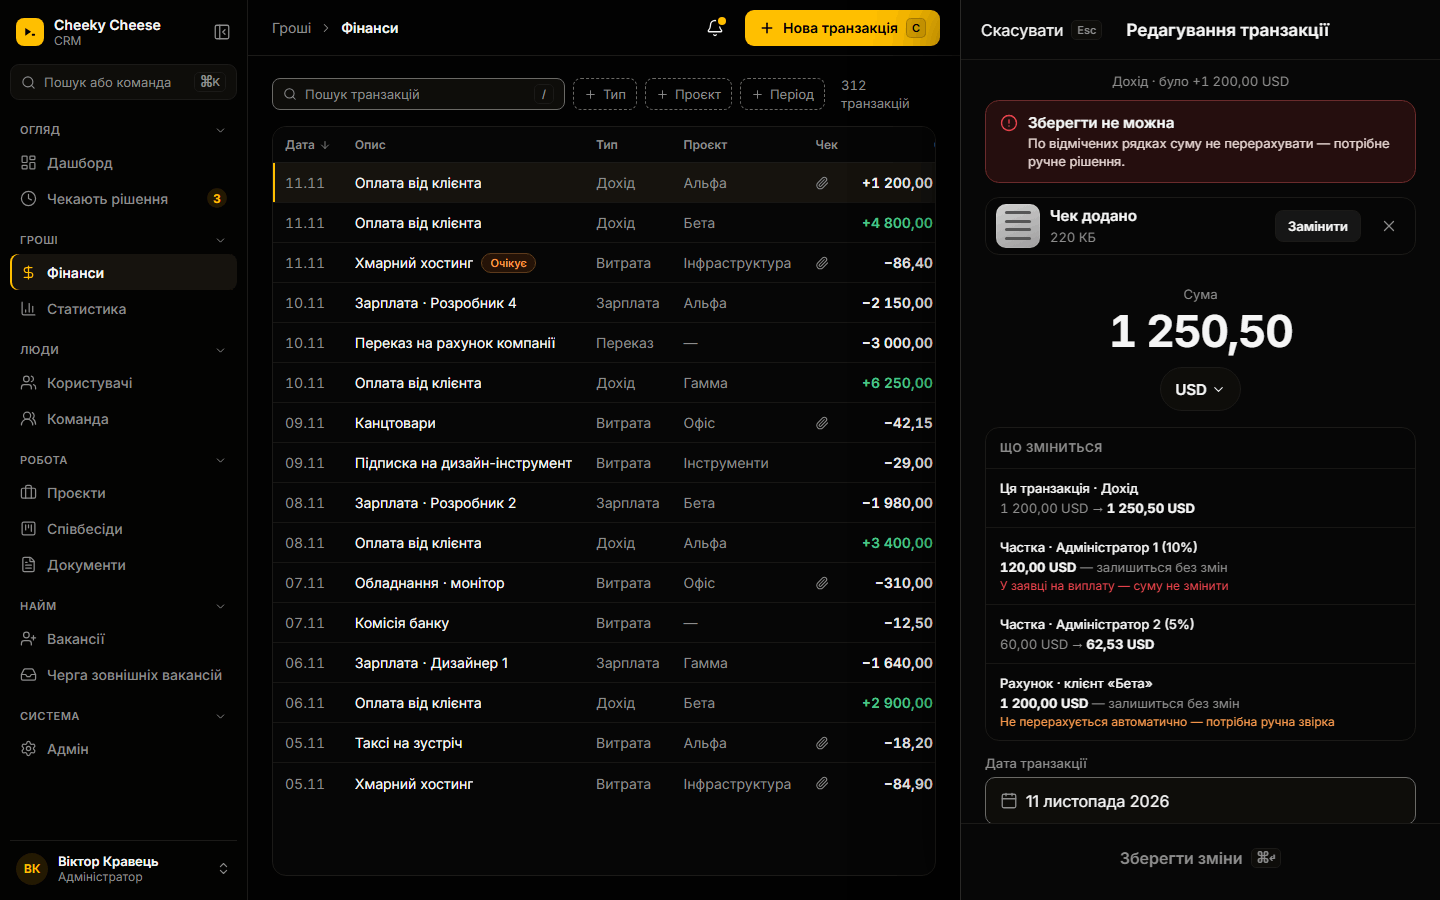 Cheeky Cheese
CRM
Пошук або команда ⌘K
ОГЛЯД
Дашборд
Чекають рішення 3
ГРОШІ
Фінанси
Статистика
ЛЮДИ
Користувачі
Команда
РОБОТА
Проєкти
Співбесіди
Документи
НАЙМ
Вакансії
Черга зовнішніх вакансій
СИСТЕМА
Адмін
ВК Віктор Кравець
Адміністратор
Гроші Фінанси
Нова транзакція C
Пошук транзакцій /
Тип
Проєкт
Період
312
транзакцій
Дата Опис Тип Проєкт Чек
11.11 Оплата від клієнта Дохід Альфа +1 200,00
11.11 Оплата від клієнта Дохід Бета +4 800,00
11.11 Хмарний хостинг Очікує Витрата Інфраструктура −86,40
10.11 Зарплата · Розробник 4 Зарплата Альфа −2 150,00
10.11 Переказ на рахунок компанії Переказ — −3 000,00
10.11 Оплата від клієнта Дохід Гамма +6 250,00
09.11 Канцтовари Витрата Офіс −42,15
09.11 Підписка на дизайн-інструмент Витрата Інструменти −29,00
08.11 Зарплата · Розробник 2 Зарплата Бета −1 980,00
08.11 Оплата від клієнта Дохід Альфа +3 400,00
07.11 Обладнання · монітор Витрата Офіс −310,00
07.11 Комісія банку Витрата — −12,50
06.11 Зарплата · Дизайнер 1 Зарплата Гамма −1 640,00
06.11 Оплата від клієнта Дохід Бета +2 900,00
05.11 Таксі на зустріч Витрата Альфа −18,20
05.11 Хмарний хостинг Витрата Інфраструктура −84,90
Скасувати Esc Редагування транзакції
Дохід · було +1 200,00 USD
Зберегти не можна
По відмічених рядках суму не перерахувати — потрібне
ручне рішення.
Чек додано
220 КБ
Замінити
Сума
1 250,50
USD
ЩО ЗМІНИТЬСЯ
Ця транзакція · Дохід
1 200,00 USD → 1 250,50 USD
Частка · Адміністратор 1 (10%)
120,00 USD — залишиться без змін
У заявці на виплату — суму не змінити
Частка · Адміністратор 2 (5%)
60,00 USD → 62,53 USD
Рахунок · клієнт «Бета»
1 200,00 USD — залишиться без змін
Не перерахується автоматично — потрібна ручна звірка
Дата транзакції
11 листопада 2026
Зберегти зміни ⌘↵